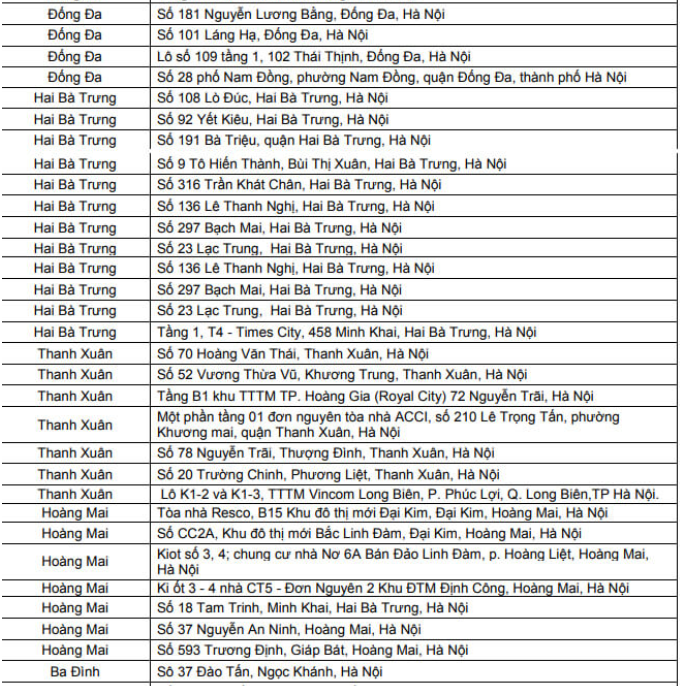 Đống Đa Số 181 Nguyễn Lương Bằng, Đống Đa, Hà Nội
Đống Đa Số 101 Láng Hạ, Đống Đa, Hà Nội
Đống Đa Lô số 109 tầng 1, 102 Thái Thịnh, Đống Đa, Hà Nội
Đống Đa Số 28 phố Nam Đồng, phường Nam Đồng, quận Đống Đa, thành phố Hà Nội
Hai Bà Trưng Số 108 Lò Đúc, Hai Bà Trưng, Hà Nội
Hai Bà Trưng Số 92 Yết Kiêu, Hai Bà Trưng, Hà Nội
Hai Bà Trưng Số 191 Bà Triệu, quận Hai Bà Trưng, Hà Nội
Hai Bà Trưng Số 9 Tô Hiến Thành, Bùi Thị Xuân, Hai Bà Trưng, Hà Nội
Hai Bà Trưng Số 316 Trần Khát Chân, Hai Bà Trưng, Hà Nội
Hai Bà Trưng Số 136 Lê Thanh Nghị, Hai Bà Trưng, Hà Nội
Hai Bà Trưng Số 297 Bạch Mai, Hai Bà Trưng, Hà Nội
Hai Bà Trưng Số 23 Lạc Trung, Hai Bà Trưng, Hà Nội
Hai Bà Trưng Số 136 Lê Thanh Nghị, Hai Bà Trưng, Hà Nội
Hai Bà Trưng Số 297 Bạch Mai, Hai Bà Trưng, Hà Nội
Hai Bà Trưng Số 23 Lạc Trung, Hai Bà Trưng, Hà Nội
Hai Bà Trưng Tầng 1, T4 - Times City, 458 Minh Khai, Hai Bà Trưng, Hà Nội
Thanh Xuân Số 70 Hoàng Văn Thái, Thanh Xuân, Hà Nội
Thanh Xuân Số 52 Vương Thừa Vũ, Khương Trung, Thanh Xuân, Hà Nội
Thanh Xuân Tầng B1 khu TTTM TP. Hoàng Gia (Royal City) 72 Nguyễn Trãi, Hà Nội
Thanh Xuân Một phần tầng 01 đơn nguyên tòa nhà ACCI, số 210 Lê Trọng Tấn, phường
Khương mai, quận Thanh Xuân, Hà Nội
Thanh Xuân Số 78 Nguyễn Trãi, Thượng Đình, Thanh Xuân, Hà Nội
Thanh Xuân Số 20 Trường Chinh, Phương Liệt, Thanh Xuân, Hà Nội
Thanh Xuân Lô K1-2 và K1-3, TTTM Vincom Long Biên, P. Phúc Lợi, Q. Long Biên,TP Hà Nội.
Hoàng Mai Tòa nhà Resco, B15 Khu đô thị mới Đại Kim, Đại Kim, Hoàng Mai, Hà Nội
Hoàng Mai Số CC2A, Khu đô thị mới Bắc Linh Đàm, Đại Kim, Hoàng Mai, Hà Nội
Hoàng Mai Kiot số 3, 4; chung cư nhà Nơ 6A Bán Đảo Linh Đàm, p. Hoàng Liệt, Hoàng Mai,
Hà Nội
Hoàng Mai Ki ốt 3 - 4 nhà CT5 - Đơn Nguyên 2 Khu ĐTM Định Công, Hoàng Mai, Hà Nội
Hoàng Mai Số 18 Tam Trinh, Minh Khai, Hai Bà Trưng, Hà Nội
Hoàng Mai Số 37 Nguyễn An Ninh, Hoàng Mai, Hà Nội
Hoàng Mai Số 593 Trương Định, Giáp Bát, Hoàng Mai, Hà Nội
Ba Đình Sô 37 Đào Tấn, Ngọc Khánh, Hà Nội